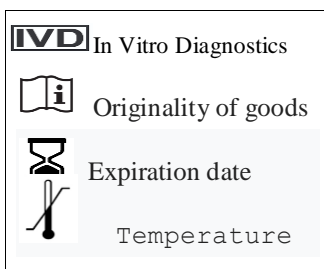 IVD In Vitro Diagnostics
i Originality of goods
Expiration date
Temperature